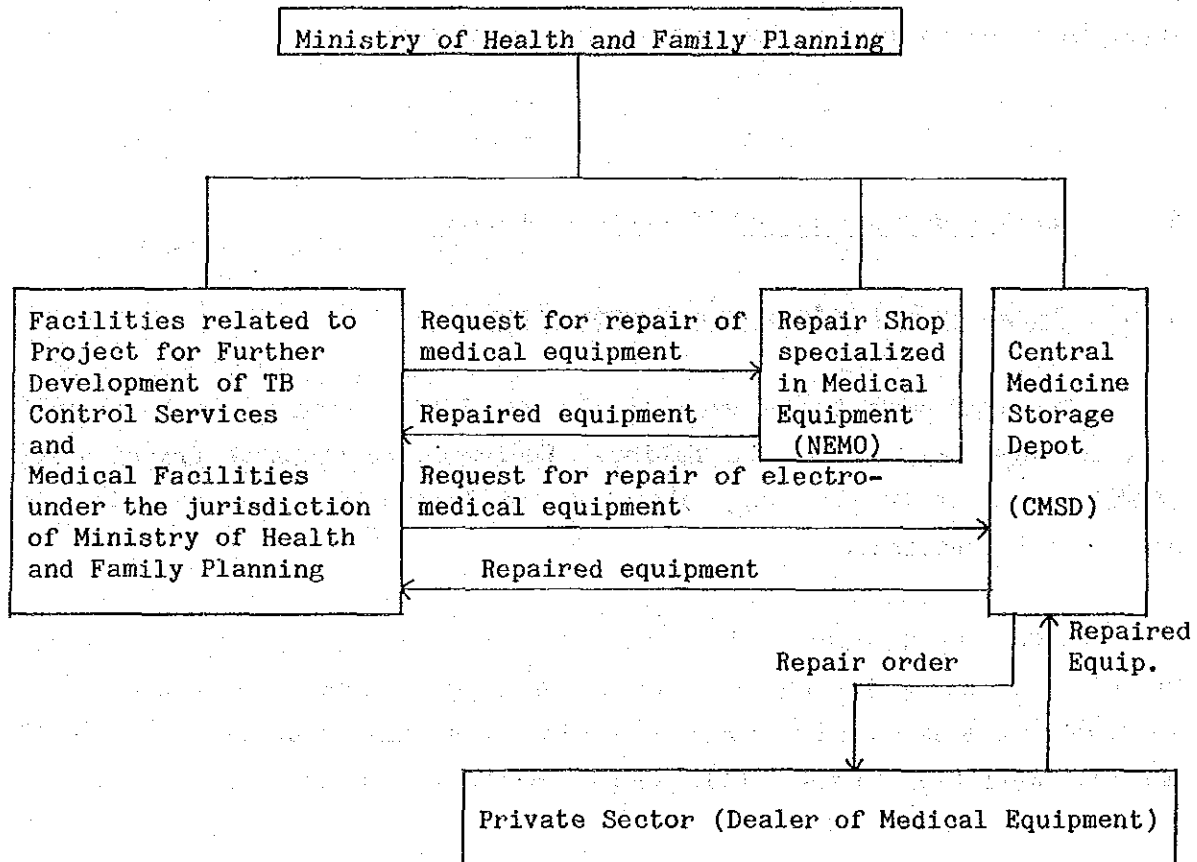 Ministry of Health and Family Planning
Facilities related to
Project for Further
Development of TB
Control Services
and
Medical Facilities
under the jurisdiction
of Ministry of Health
and Family Planning
Request for repair of
medical equipment
Repaired equipment
Request for repair of electro-
medical equipment
Repaired equipment
Repair Shop
specialized
in Medical
Equipment
(NEMO)
Central
Medicine
Storage
Depot
(CMSD)
Repair order
Repaired
Equip.
Private Sector (Dealer of Medical Equipment)